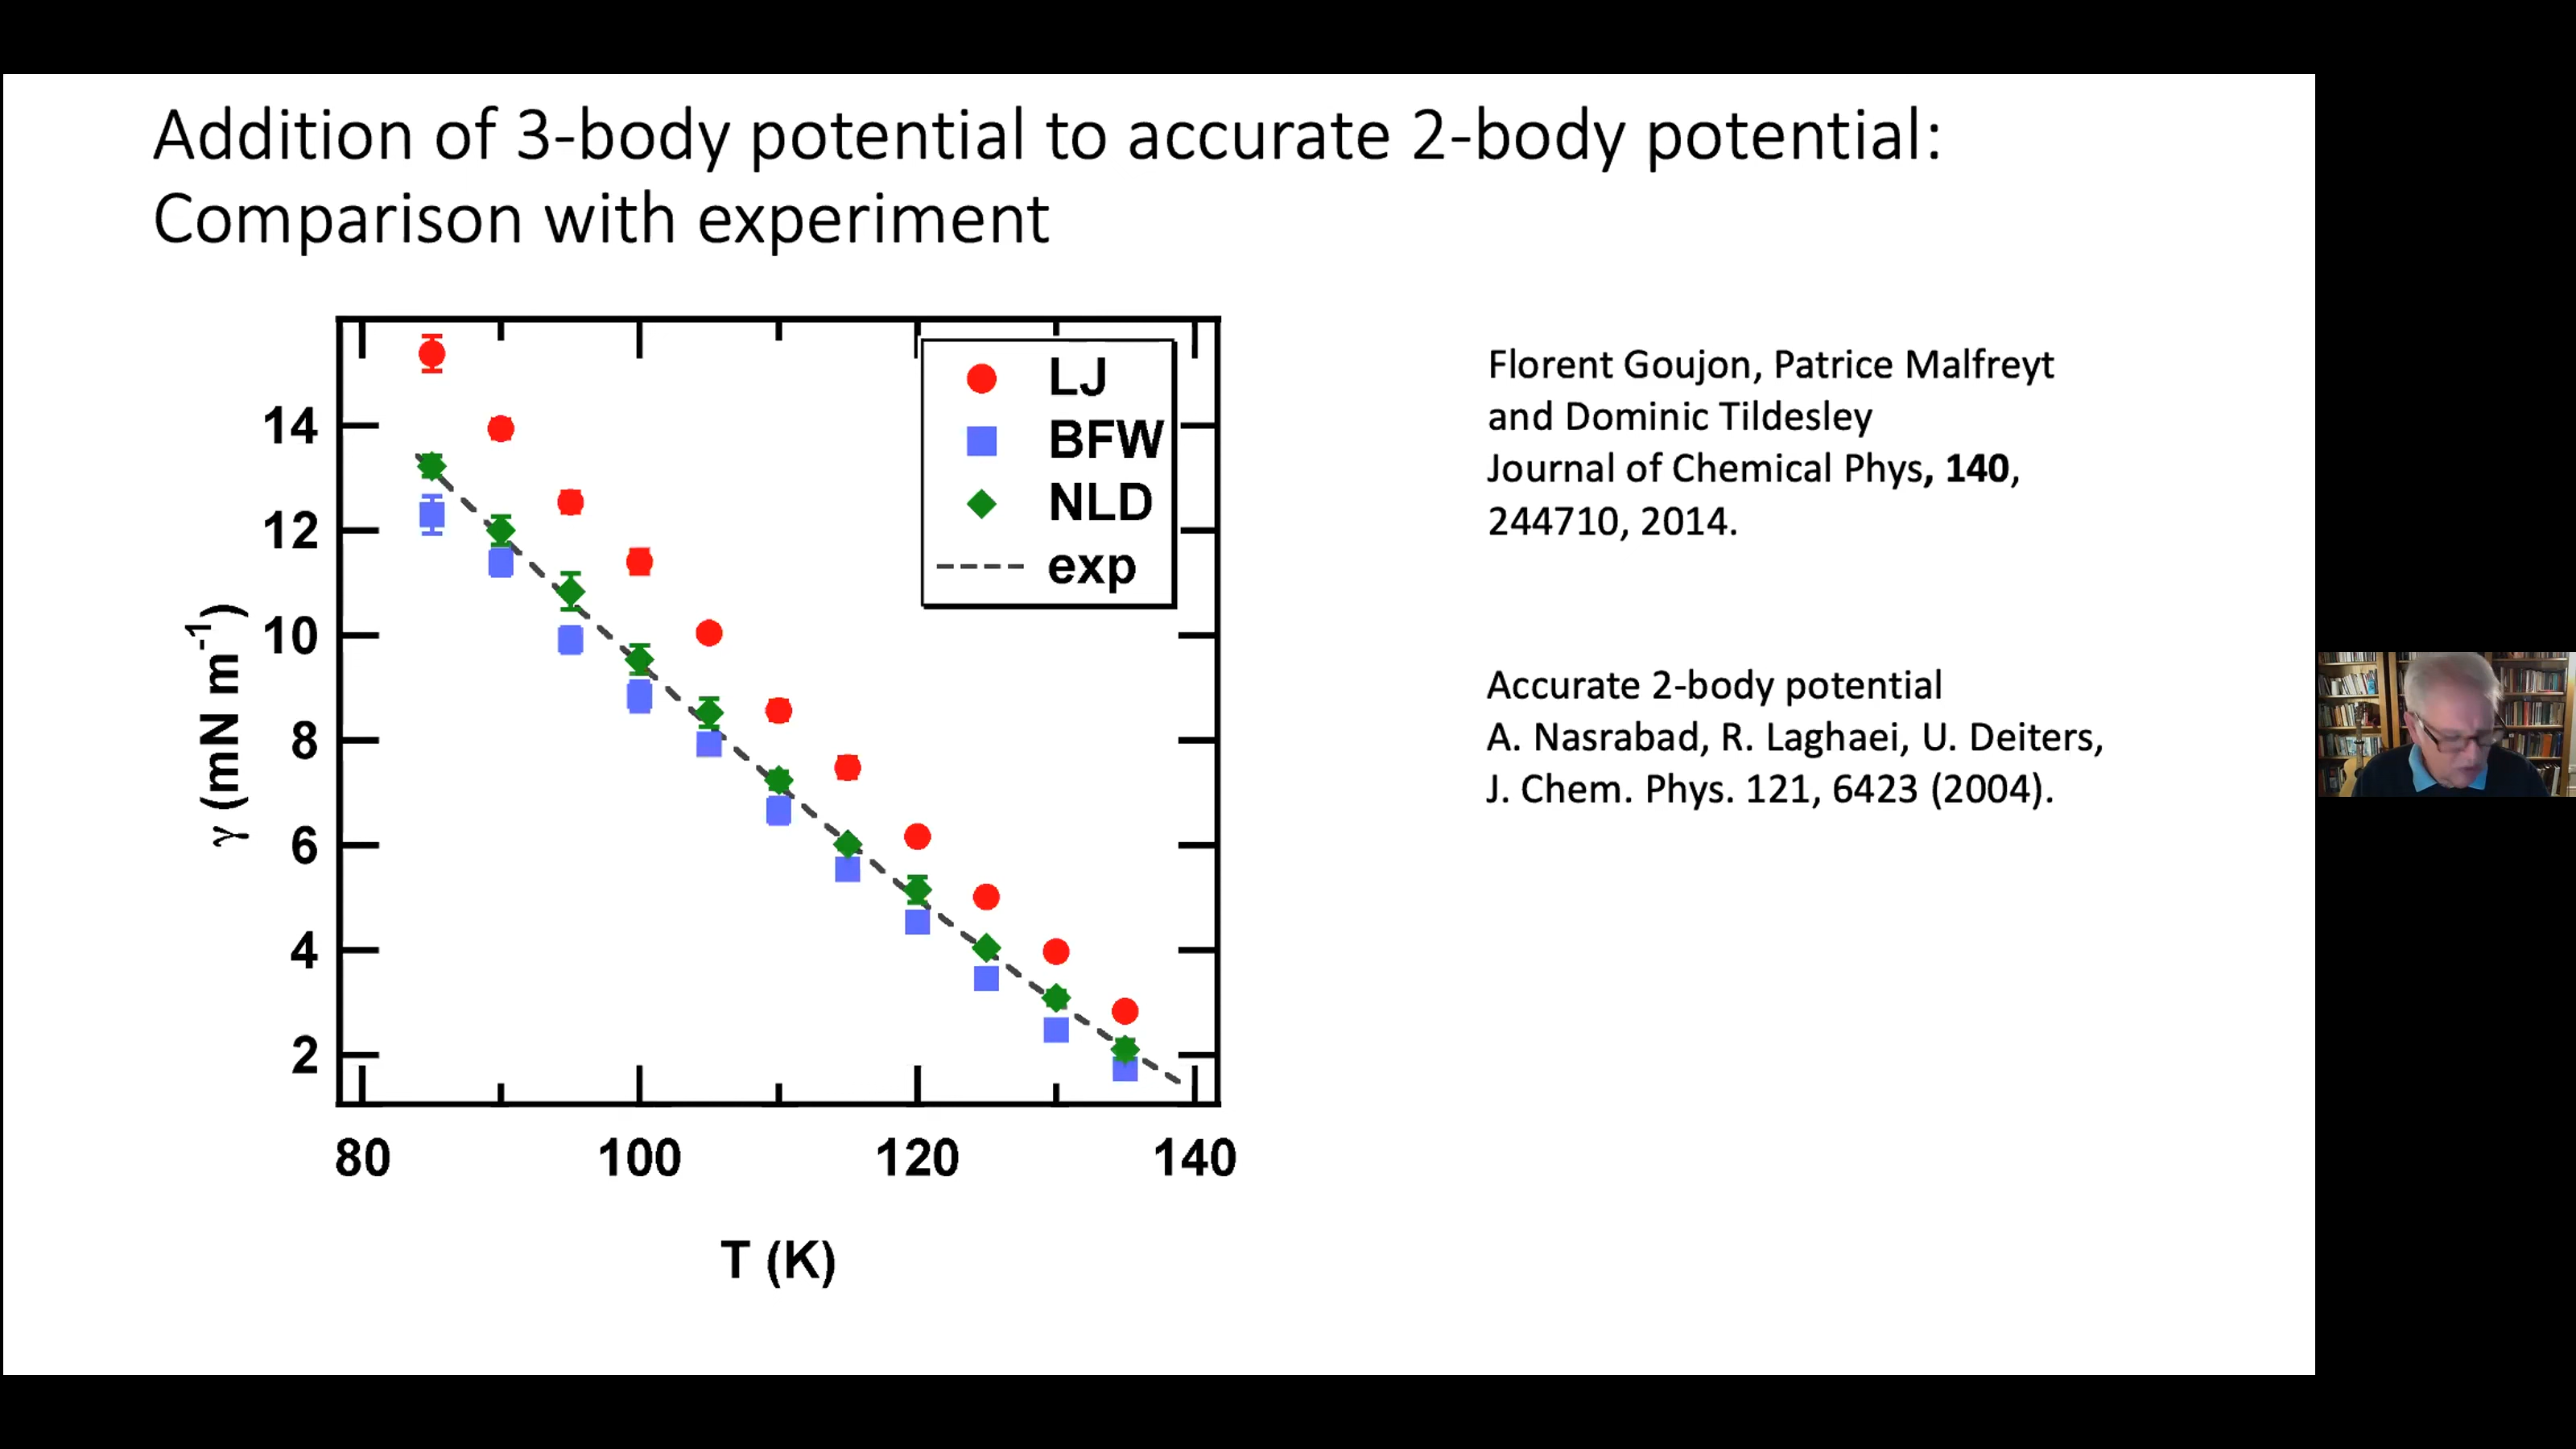 Addition of 3-body potential to accurate 2-body potential:
Comparison with experiment
LJ
BFW
NLD
exp
14
12
10
8
6
4
2
γ (mN m⁻¹)
80 100 120 140
T (K)
Florent Goujon, Patrice Malfreyt
and Dominic Tildesley
Journal of Chemical Phys, 140,
244710, 2014.
Accurate 2-body potential
A. Nasrabad, R. Laghaei, U. Deiters,
J. Chem. Phys. 121, 6423 (2004).